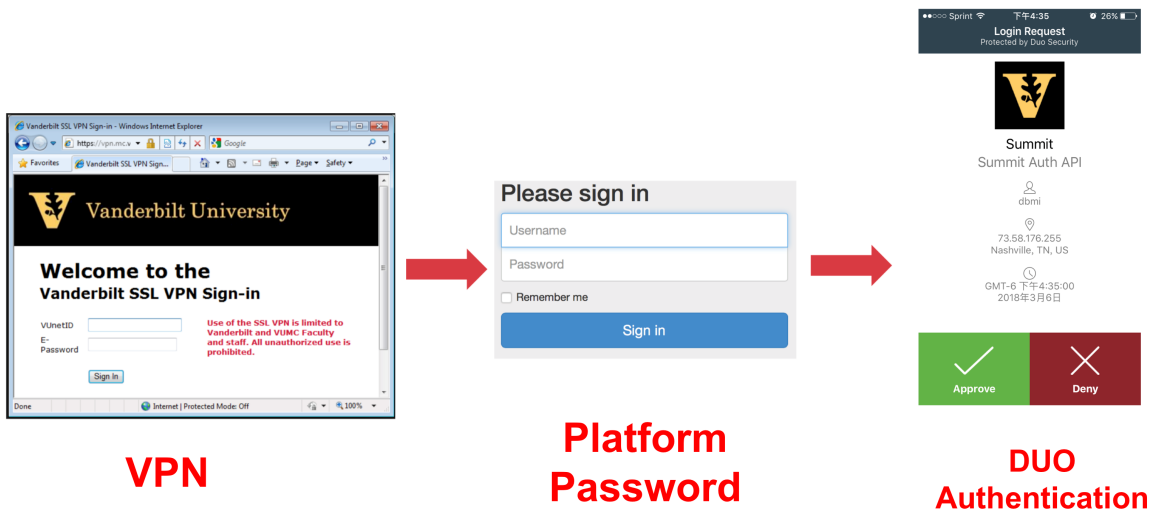 Vanderbilt SSL VPN Sign-in - Windows Internet Explorer
https://vpn.mc.v
Google
Favorites
Vanderbilt SSL VPN Sign...
Page
Safety
Vanderbilt University
Welcome to the
Vanderbilt SSL VPN Sign-in
VUnetID
E-
Password
Use of the SSL VPN is limited to
Vanderbilt and VUMC Faculty
and staff. All unauthorized use is
prohibited.
Sign In
Done
Internet | Protected Mode: Off
100%
VPN
Please sign in
Username
Password
Remember me
Sign in
Platform
Password
Sprint 下午4:35 26%
Login Request
Protected by Duo Security
V
Summit
Summit Auth API
dbmi
73.58.176.255
Nashville, TN, US
GMT-6 下午4:35:00
2018年3月6日
Approve
Deny
DUO
Authentication